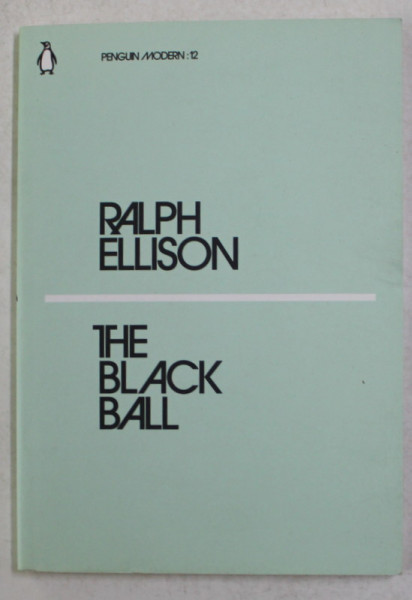 PENGUIN MODERN :12
RALPH
ELLISON
THE
BLACK
BALL